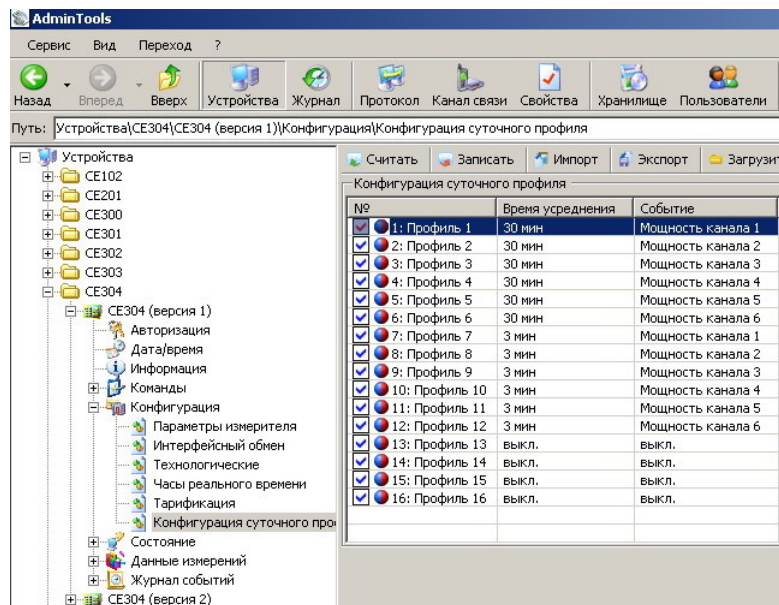 AdminTools
Сервис Вид Переход ?
Назад Вперед Вверх Устройства Журнал Протокол Канал связи Свойства Хранилище Пользователи
Путь: Устройства\CE304\CE304 (версия 1)\Конфигурация\Конфигурация суточного профиля
Устройства
CE102
CE201
CE300
CE301
CE302
CE303
CE304
CE304 (версия 1)
Авторизация
Дата/время
Информация
Команды
Конфигурация
Параметры измерителя
Интерфейсный обмен
Технологические
Часы реального времени
Тарификация
Конфигурация суточного про
Состояние
Данные измерений
Журнал событий
CE304 (версия 2)
Считать Записать Импорт Экспорт Загрузит
Конфигурация суточного профиля
№ Время усреднения Событие
1: Профиль 1 30 мин Мощность канала 1
2: Профиль 2 30 мин Мощность канала 2
3: Профиль 3 30 мин Мощность канала 3
4: Профиль 4 30 мин Мощность канала 4
5: Профиль 5 30 мин Мощность канала 5
6: Профиль 6 30 мин Мощность канала 6
7: Профиль 7 3 мин Мощность канала 1
8: Профиль 8 3 мин Мощность канала 2
9: Профиль 9 3 мин Мощность канала 3
10: Профиль 10 3 мин Мощность канала 4
11: Профиль 11 3 мин Мощность канала 5
12: Профиль 12 3 мин Мощность канала 6
13: Профиль 13 выкл. выкл.
14: Профиль 14 выкл. выкл.
15: Профиль 15 выкл. выкл.
16: Профиль 16 выкл. выкл.